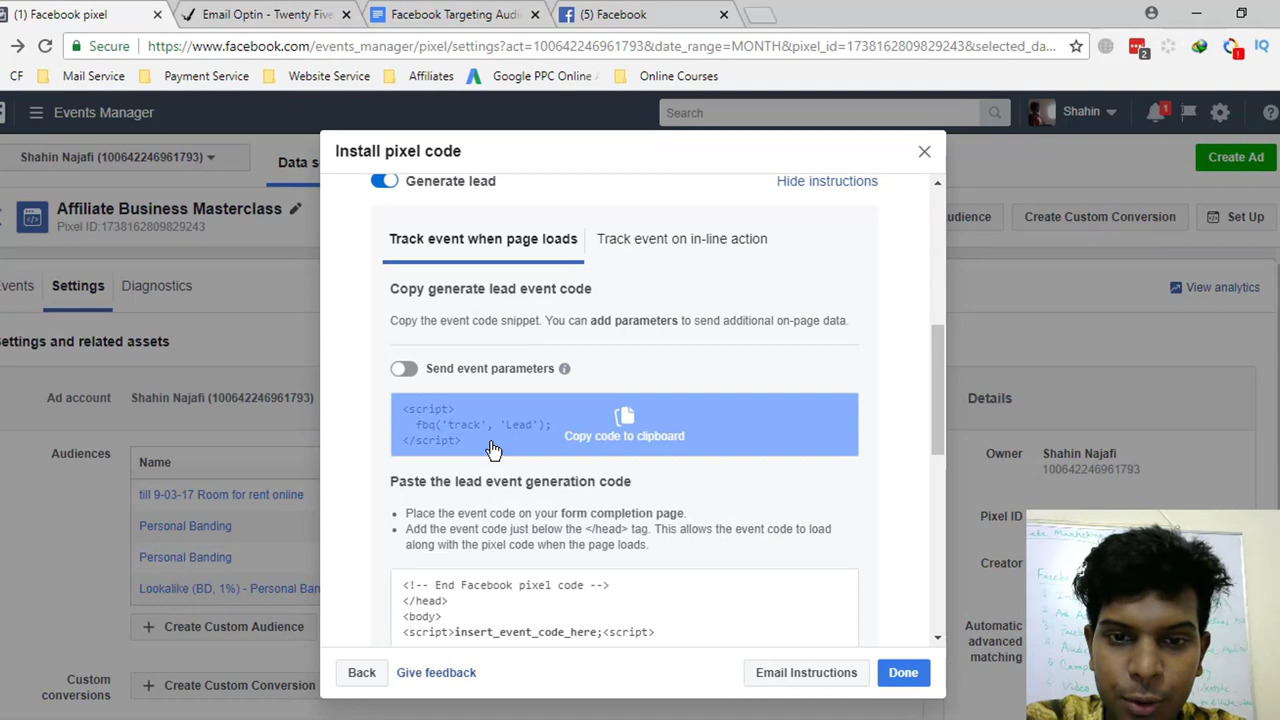 (1) Facebook pixel
Email Optin - Twenty Five
Facebook Targeting Audi
(5) Facebook
Secure
https://www.facebook.com/events_manager/pixel/settings?act=100642246961793&date_range=MONTH&pixel_id=1738162809829243&selected_da...
2
IQ
CF
Mail Service
Payment Service
Website Service
Affiliates
Google PPC Online
Online Courses
Events Manager
Search
Shahin
1
Shahin Najafi (100642246961793)
Data s
Create Ad
Affiliate Business Masterclass
Pixel ID:1738162809829243
udience
Create Custom Conversion
Set Up
Events
Settings
Diagnostics
View analytics
Settings and related assets
Ad account
Shahin Najafi (100642246961793)
Details
Audiences
Name
till 9-03-17 Room for rent online
Personal Banding
Personal Banding
Lookalike (BD, 1%) - Personal Ban
Create Custom Audience
Custom
conversions
Create Custom Conversion
Owner
Shahin Najafi
100642246961793
Pixel ID
Creator
Automatic
advanced
matching
Install pixel code
Generate lead
Hide instructions
Track event when page loads
Track event on in-line action
Copy generate lead event code
Copy the event code snippet. You can add parameters to send additional on-page data.
Send event parameters
<script>
fbq('track', 'Lead');
</script>
Copy code to clipboard
Paste the lead event generation code
Place the event code on your form completion page.
Add the event code just below the </head> tag. This allows the event code to load
along with the pixel code when the page loads.
<!-- End Facebook pixel code -->
</head>
<body>
<script>insert_event_code_here;<script>
Back
Give feedback
Email Instructions
Done